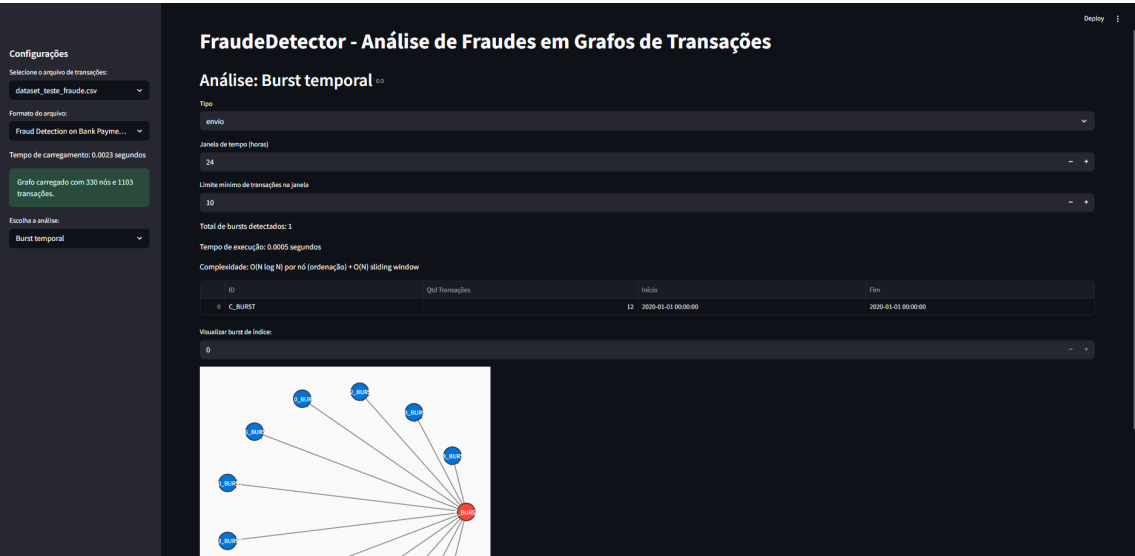 Deploy
Configurações
Selecione o arquivo de transações:
dataset_teste_fraude.csv
Formato do arquivo:
Fraud Detection on Bank Payme...
Tempo de carregamento: 0.0023 segundos
Grafo carregado com 330 nós e 1103
transações.
Escolha a análise:
Burst temporal
FraudeDetector - Análise de Fraudes em Grafos de Transações
Análise: Burst temporal
Tipo
envio
Janela de tempo (horas)
24
Limite mínimo de transações na janela
10
Total de bursts detectados: 1
Tempo de execução: 0.0005 segundos
Complexidade: O(N log N) por nó (ordenação) + O(N) sliding window
ID Qtd Transações Início Fim
0 C_BURST 12 2020-01-01 00:00:00 2020-01-01 00:00:00
Visualizar burst de índice:
0